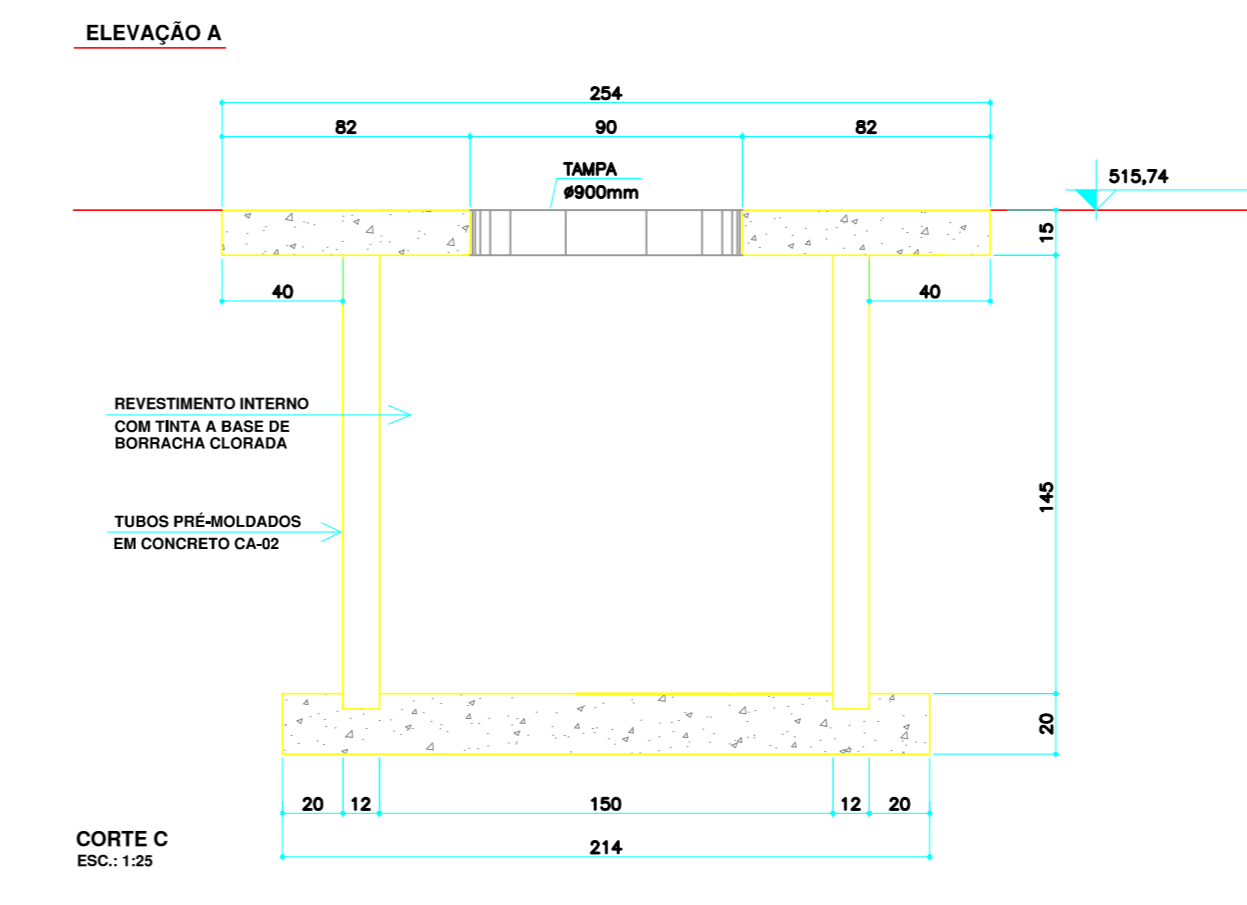 ELEVAÇÃO A
254
82
90
82
TAMPA
ø900mm
515,74
15
40
40
REVESTIMENTO INTERNO
COM TINTA A BASE DE
BORRACHA CLORADA
145
TUBOS PRÉ-MOLDADOS
EM CONCRETO CA-02
20
20
12
150
12
20
214
CORTE C
ESC.: 1:25